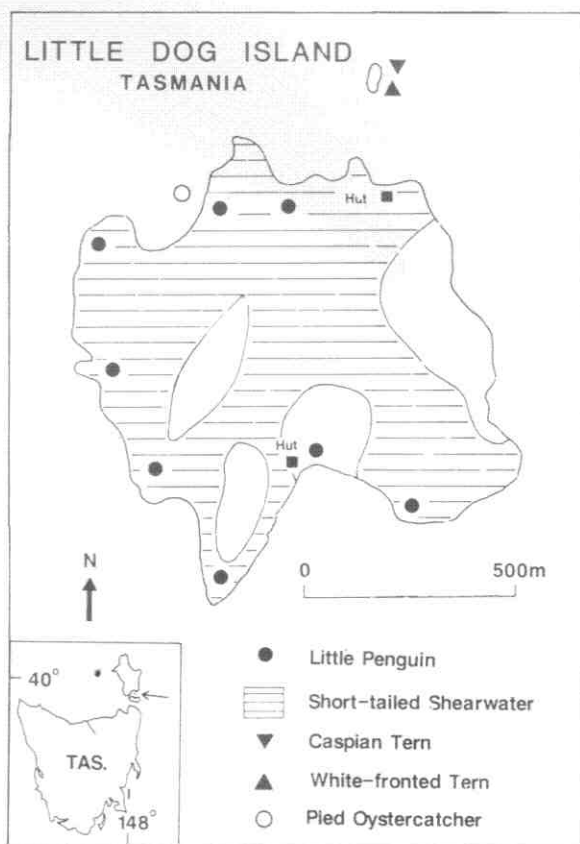 LITTLE DOG ISLAND
TASMANIA
Hut
Hut
N
0 500m
40°
TAS.
148°
Little Penguin
Short-tailed Shearwater
Caspian Tern
White-fronted Tern
Pied Oystercatcher